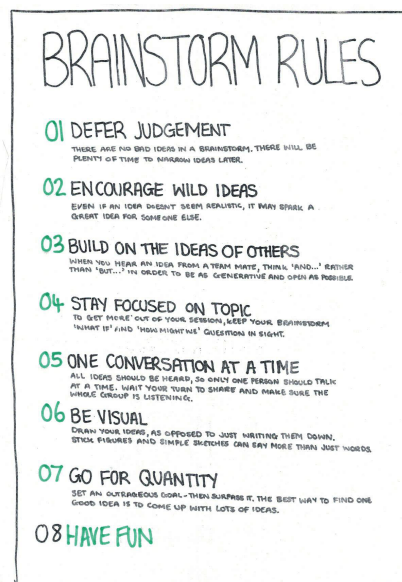 BRAINSTORM RULES
01 DEFER JUDGEMENT
THERE ARE NO BAD IDEAS IN A BRAINSTORM. THERE WILL BE
PLENTY OF TIME TO NARROW IDEAS LATER.
02 ENCOURAGE WILD IDEAS
EVEN IF AN IDEA DOESNT SEEM REALISTIC, IT MAY SPARK A
GREAT IDEA FOR SOMEONE ELSE.
03 BUILD ON THE IDEAS OF OTHERS
WHEN YOU HEAR AN IDEA FROM A TEAM MATE, THINK 'AND...' RATHER
THAN 'BUT...' IN ORDER TO BE AS GENERATIVE AND OPEN AS POSSIBLE.
04 STAY FOCUSED ON TOPIC
TO GET MORE OUT OF YOUR SESSION, KEEP YOUR BRAINSTORM
'WHAT IF' AND 'HOW MIGHT WE' QUESTION IN SIGHT.
05 ONE CONVERSATION AT A TIME
ALL IDEAS SHOULD BE HEARD, SO ONLY ONE PERSON SHOULD TALK
AT A TIME. WAIT YOUR TURN TO SHARE AND MAKE SURE THE
WHOLE GROUP IS LISTENING.
06 BE VISUAL
DRAW YOUR IDEAS, AS OPPOSED TO JUST WRITING THEM DOWN.
STICK FIGURES AND SIMPLE SKETCHES CAN SAY MORE THAN JUST WORDS.
07 GO FOR QUANTITY
SET AN OUTRAGEOUS GOAL - THEN SURPASS IT. THE BEST WAY TO FIND ONE
GOOD IDEA IS TO COME UP WITH LOTS OF IDEAS.
08 HAVE FUN